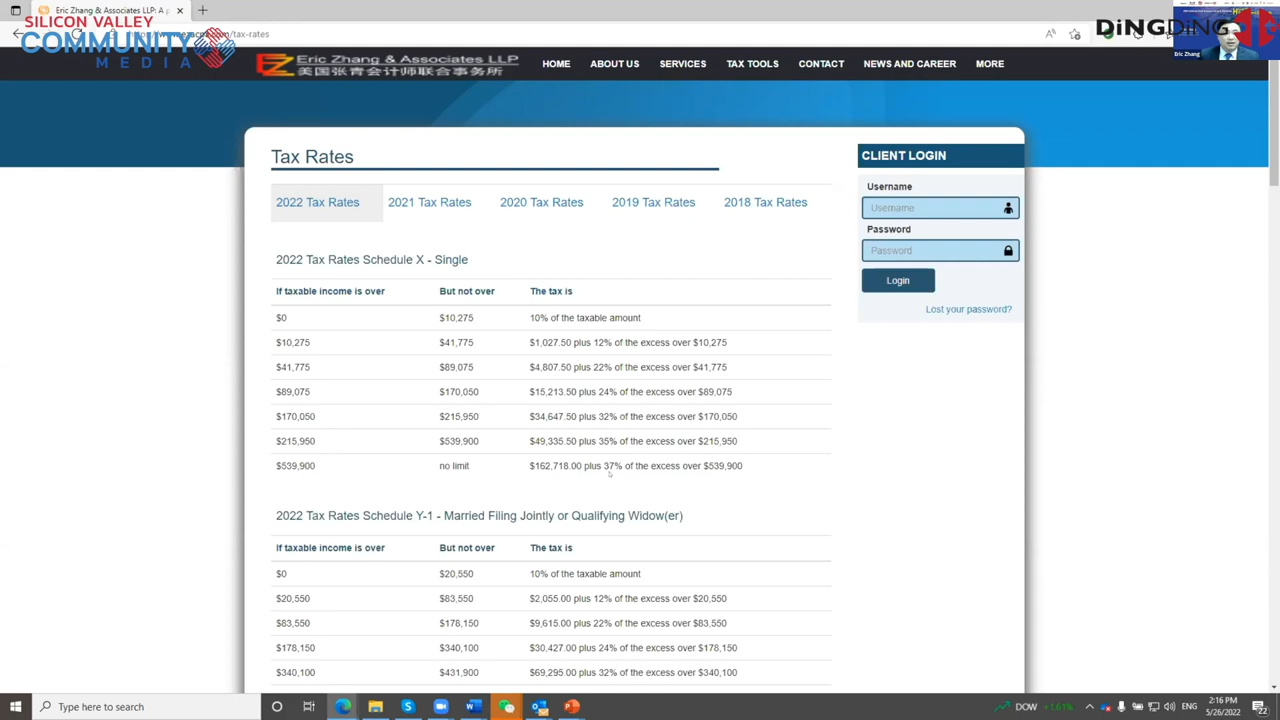 Eric Zhang & Associates LLP: A p
SILICON VALLEY
COMMUNITY
MEDIA
/tax-rates
DiNGDiNG
Eric Zhang
Eric Zhang & Associates LLP
美国张青会计师联合事务所
HOME ABOUT US SERVICES TAX TOOLS CONTACT NEWS AND CAREER MORE
Tax Rates
2022 Tax Rates 2021 Tax Rates 2020 Tax Rates 2019 Tax Rates 2018 Tax Rates
2022 Tax Rates Schedule X - Single
If taxable income is over But not over The tax is
$0 $10,275 10% of the taxable amount
$10,275 $41,775 $1,027.50 plus 12% of the excess over $10,275
$41,775 $89,075 $4,807.50 plus 22% of the excess over $41,775
$89,075 $170,050 $15,213.50 plus 24% of the excess over $89,075
$170,050 $215,950 $34,647.50 plus 32% of the excess over $170,050
$215,950 $539,900 $49,335.50 plus 35% of the excess over $215,950
$539,900 no limit $162,718.00 plus 37% of the excess over $539,900
2022 Tax Rates Schedule Y-1 - Married Filing Jointly or Qualifying Widow(er)
If taxable income is over But not over The tax is
$0 $20,550 10% of the taxable amount
$20,550 $83,550 $2,055.00 plus 12% of the excess over $20,550
$83,550 $178,150 $9,615.00 plus 22% of the excess over $83,550
$178,150 $340,100 $30,427.00 plus 24% of the excess over $178,150
$340,100 $431,900 $69,295.00 plus 32% of the excess over $340,100
CLIENT LOGIN
Username
Username
Password
Password
Login
Lost your password?
Type here to search
DOW +1.61%
ENG
2:16 PM
5/26/2022
22